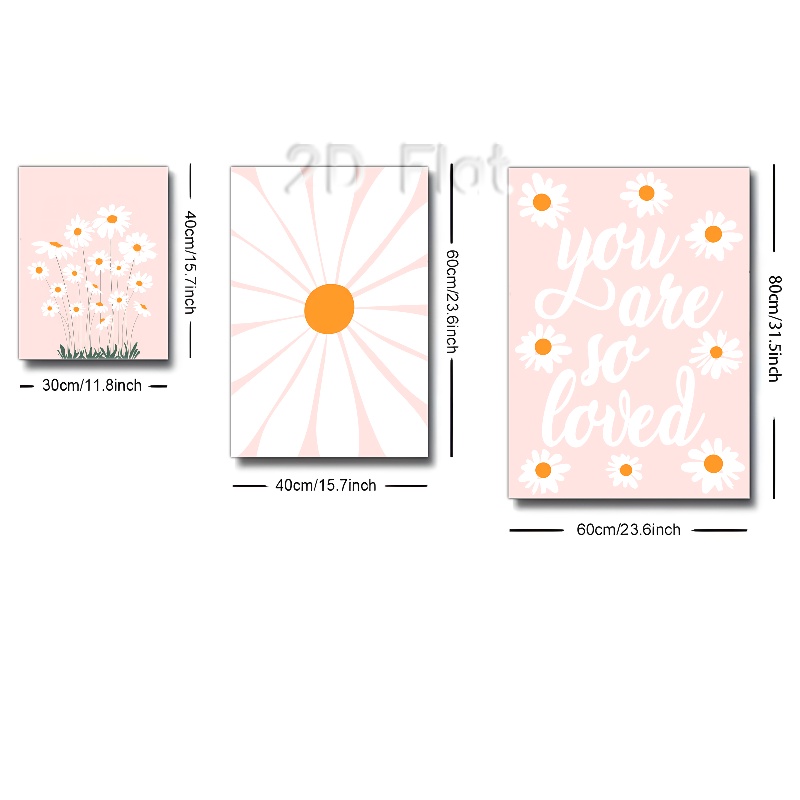 2D Flat
40cm/15.7inch
30cm/11.8inch
60cm/23.6inch
40cm/15.7inch
you
are
so
loved
80cm/31.5inch
60cm/23.6inch